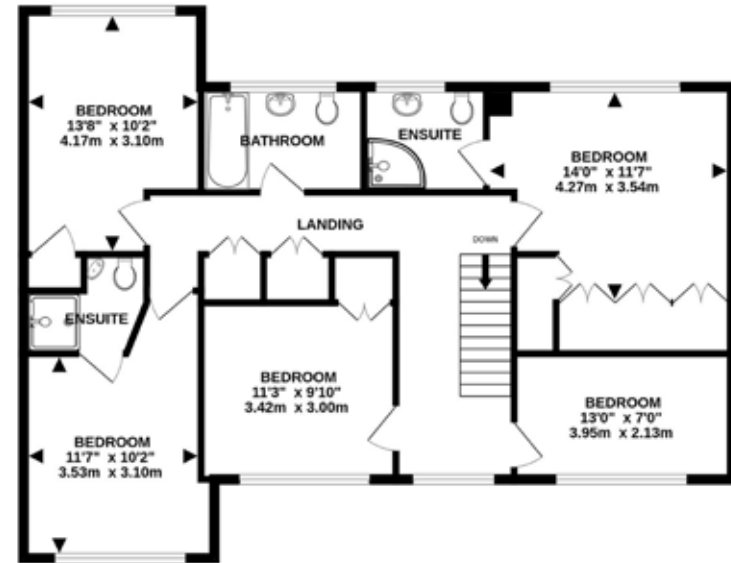 BEDROOM
13'8" x 10'2"
4.17m x 3.10m
BATHROOM
ENSUITE
BEDROOM
14'0" x 11'7"
4.27m x 3.54m
LANDING
DOWN
ENSUITE
BEDROOM
11'3" x 9'10"
3.42m x 3.00m
BEDROOM
13'0" x 7'0"
3.95m x 2.13m
BEDROOM
11'7" x 10'2"
3.53m x 3.10m